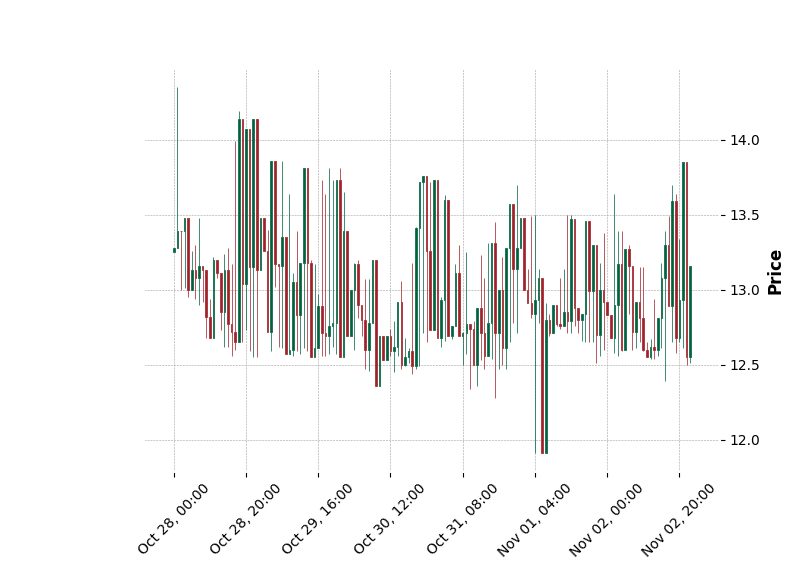 14.0
13.5
13.0
12.5
12.0
Price
Oct 28, 00:00
Oct 28, 20:00
Oct 29, 16:00
Oct 30, 12:00
Oct 31, 08:00
Nov 01, 04:00
Nov 02, 00:00
Nov 02, 20:00